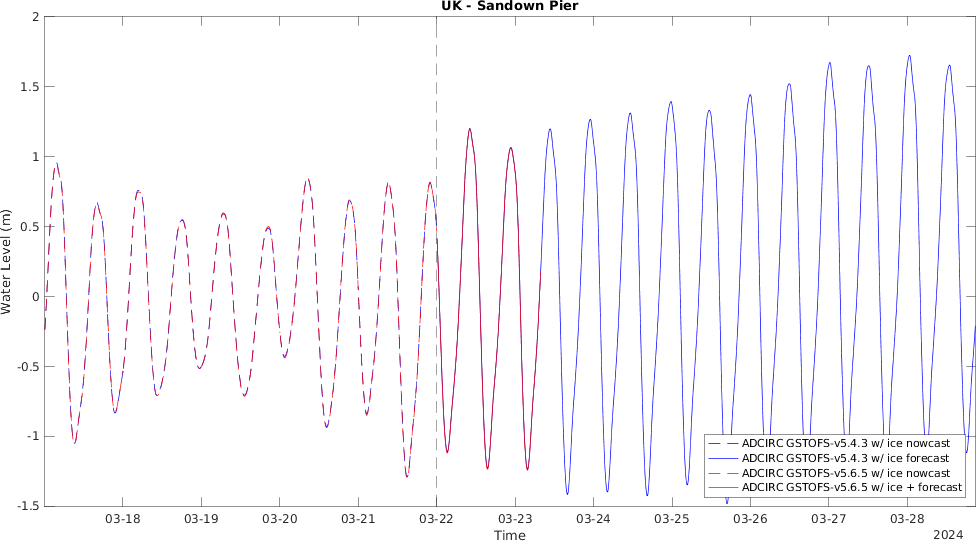 UK - Sandown Pier
Water Level (m)
2
1.5
1
0.5
0
-0.5
-1
-1.5
ADCIRC GSTOFS-v5.4.3 w/ ice nowcast
ADCIRC GSTOFS-v5.4.3 w/ ice forecast
ADCIRC GSTOFS-v5.6.5 w/ ice nowcast
ADCIRC GSTOFS-v5.6.5 w/ ice + forecast
03-18 03-19 03-20 03-21 03-22 03-23 03-24 03-25 03-26 03-27 03-28
Time
2024